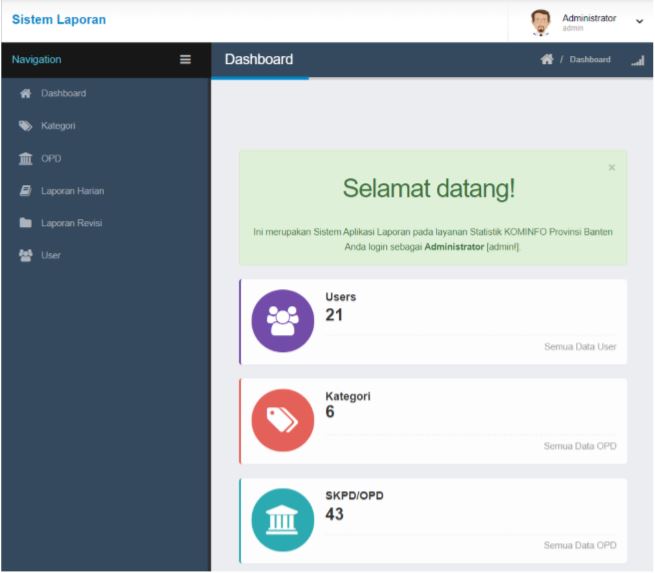 Sistem Laporan
Administrator
admin
Navigation
Dashboard
/ Dashboard
Dashboard
Kategori
OPD
Laporan Harian
Laporan Revisi
User
×
Selamat datang!
Ini merupakan Sistem Aplikasi Laporan pada layanan Statistik KOMINFO Provinsi Banten
Anda login sebagai Administrator [admin!].
Users
21
Semua Data User
Kategori
6
Semua Data OPD
SKPD/OPD
43
Semua Data OPD